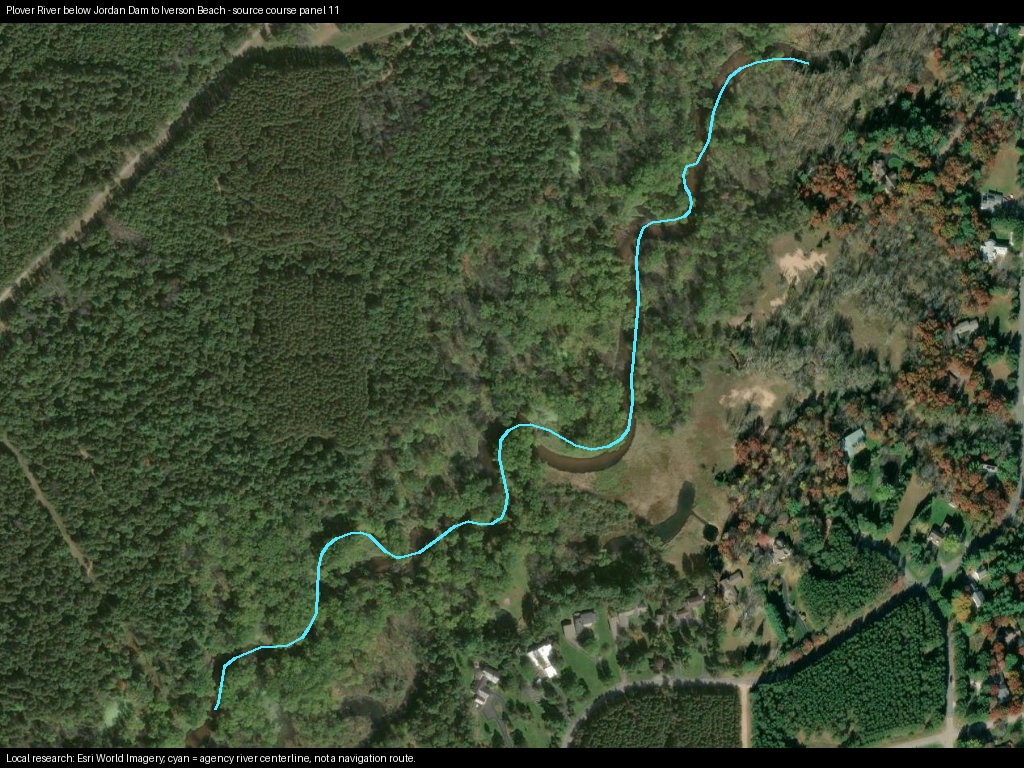 Plover River below Jordan Dam to Iverson Beach - source course panel 11
Local research: Esri World Imagery; cyan = agency river centerline, not a navigation route.